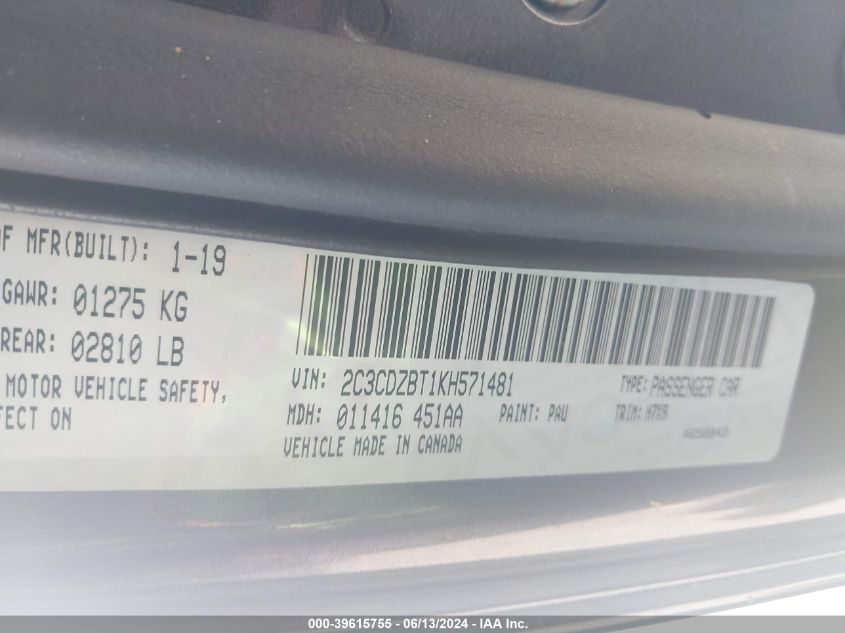 OF MFR(BUILT): 1-19
GAWR: 01275 KG
REAR: 02810 LB
MOTOR VEHICLE SAFETY,
FECT ON
VIN: 2C3CDZBT1KH571481
TYPE: PASSENGER CAR
MDH: 011416 451AA
PAINT: PAU
TRIM: H7X9
VEHICLE MADE IN CANADA
000-39615755 - 06/13/2024 - IAA Inc.